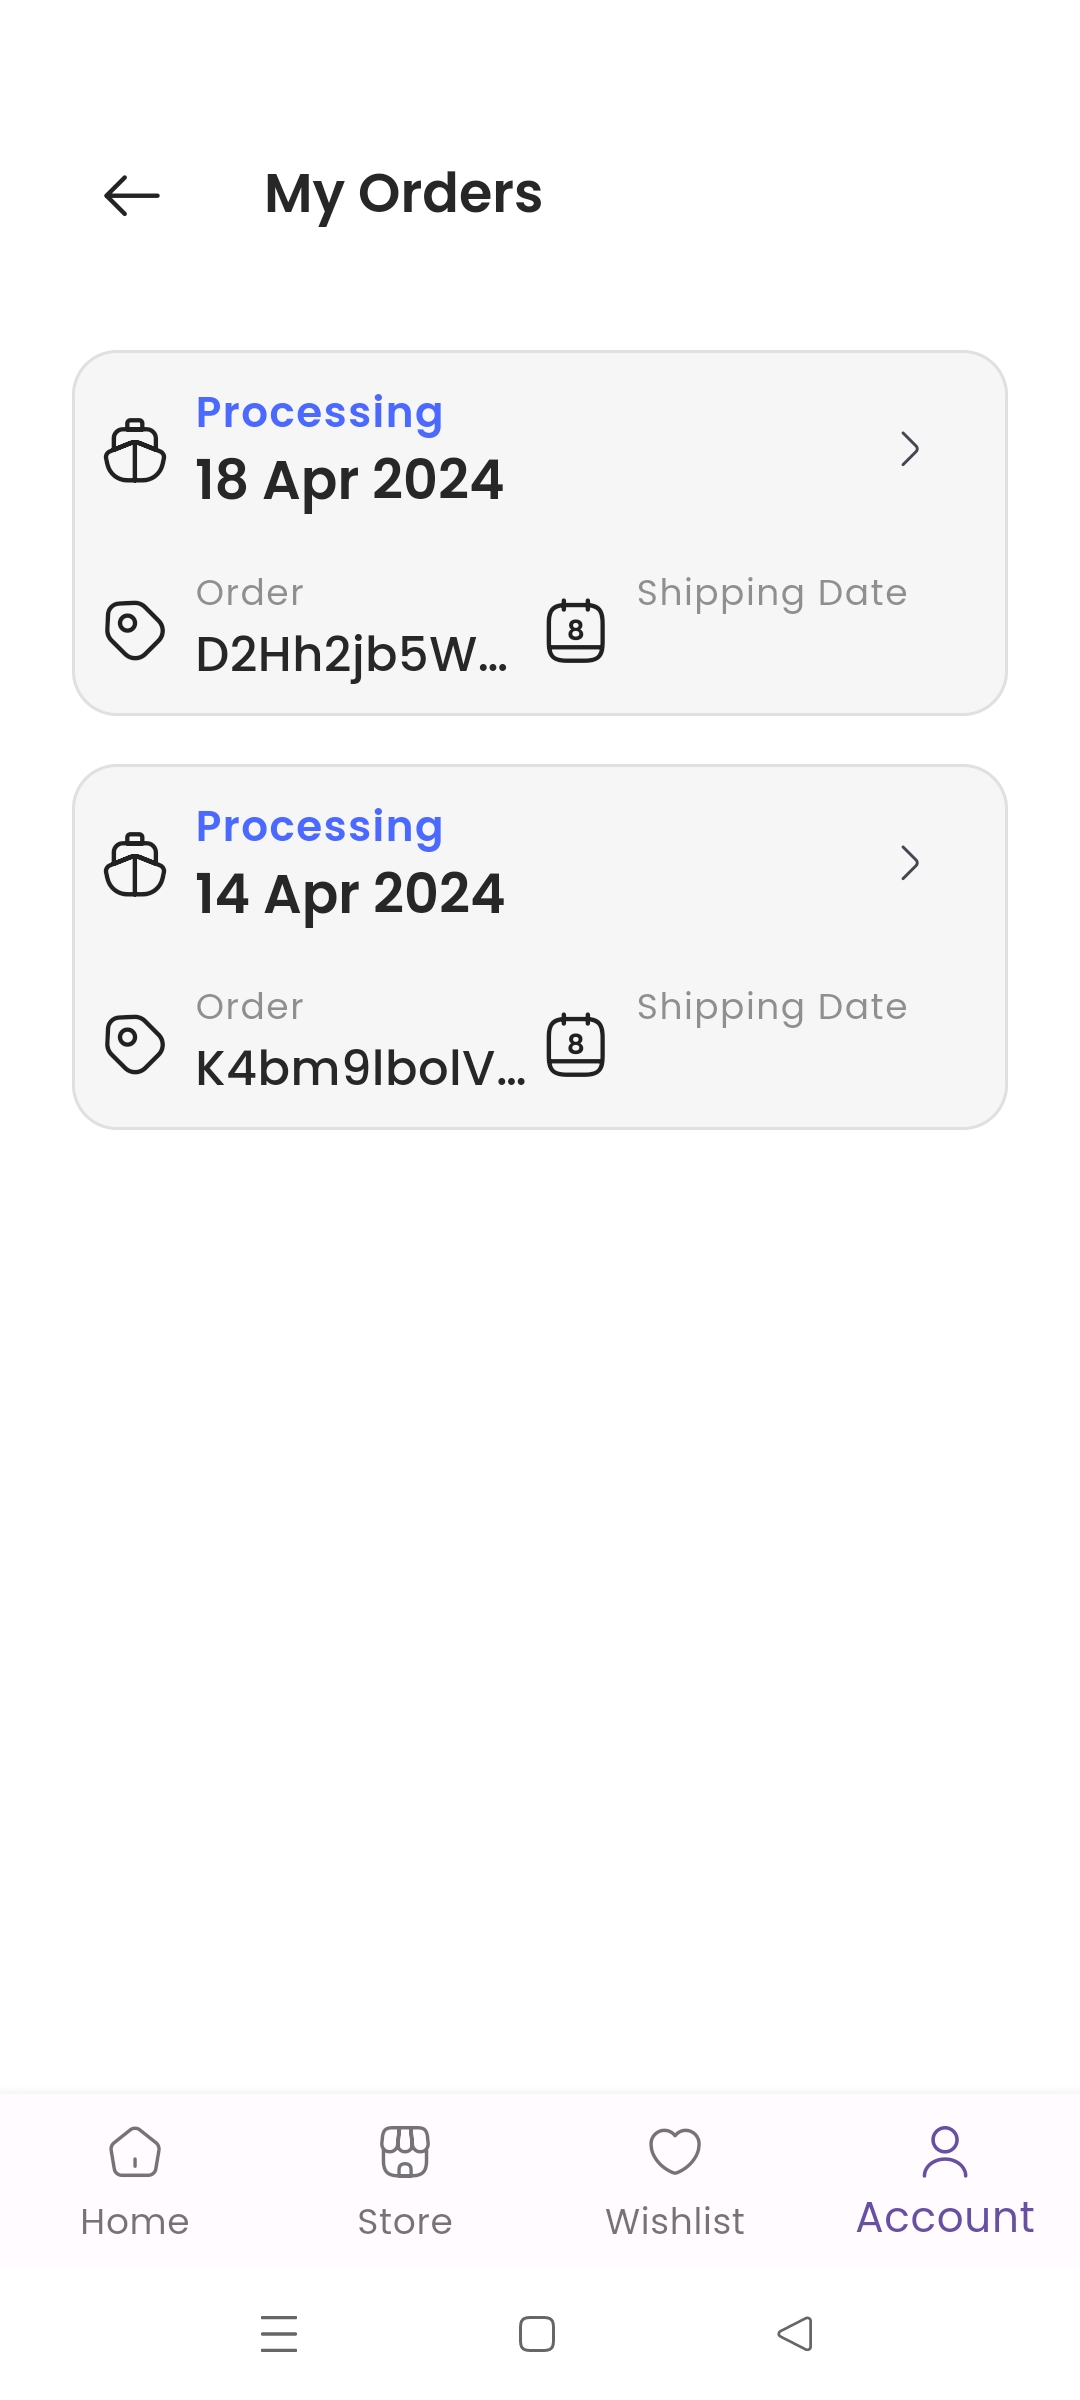 My Orders
Processing
18 Apr 2024
Order
Shipping Date
D2Hh2jb5W...
8
Processing
14 Apr 2024
Order
Shipping Date
K4bm9lbolV...
8
Home
Store
Wishlist
Account